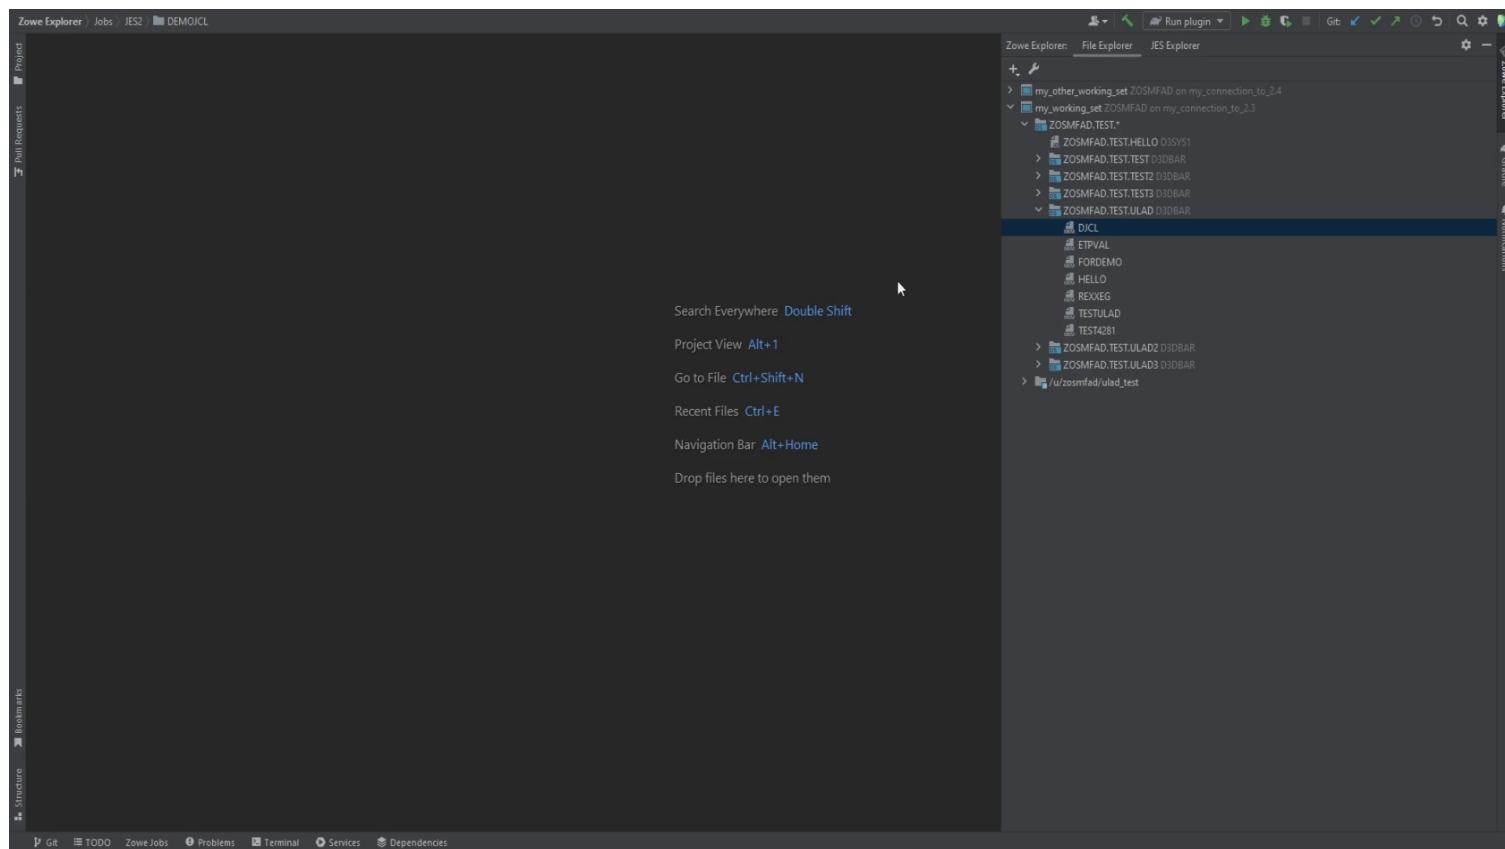 Zowe Explorer Jobs JES2 DEMOJCL
Run plugin
Git:
Project
Pull Requests
Bookmarks
Structure
Search Everywhere Double Shift
Project View Alt+1
Go to File Ctrl+Shift+N
Recent Files Ctrl+E
Navigation Bar Alt+Home
Drop files here to open them
Zowe Explorer: File Explorer JES Explorer
my_other_working_set ZOSMFAD on my_connection_to_2.4
my_working_set ZOSMFAD on my_connection_to_2.3
ZOSMFAD.TEST.*
ZOSMFAD.TEST.HELLO D3SYS1
ZOSMFAD.TEST.TEST D3DBAR
ZOSMFAD.TEST.TEST2 D3DBAR
ZOSMFAD.TEST.TEST3 D3DBAR
ZOSMFAD.TEST.ULAD D3DBAR
DJCL
ETPVAL
FORDEMO
HELLO
REXXEG
TESTULAD
TEST4281
ZOSMFAD.TEST.ULAD2 D3DBAR
ZOSMFAD.TEST.ULAD3 D3DBAR
/u/zosmfad/ulad_test
Git TODO Zowe Jobs Problems Terminal Services Dependencies